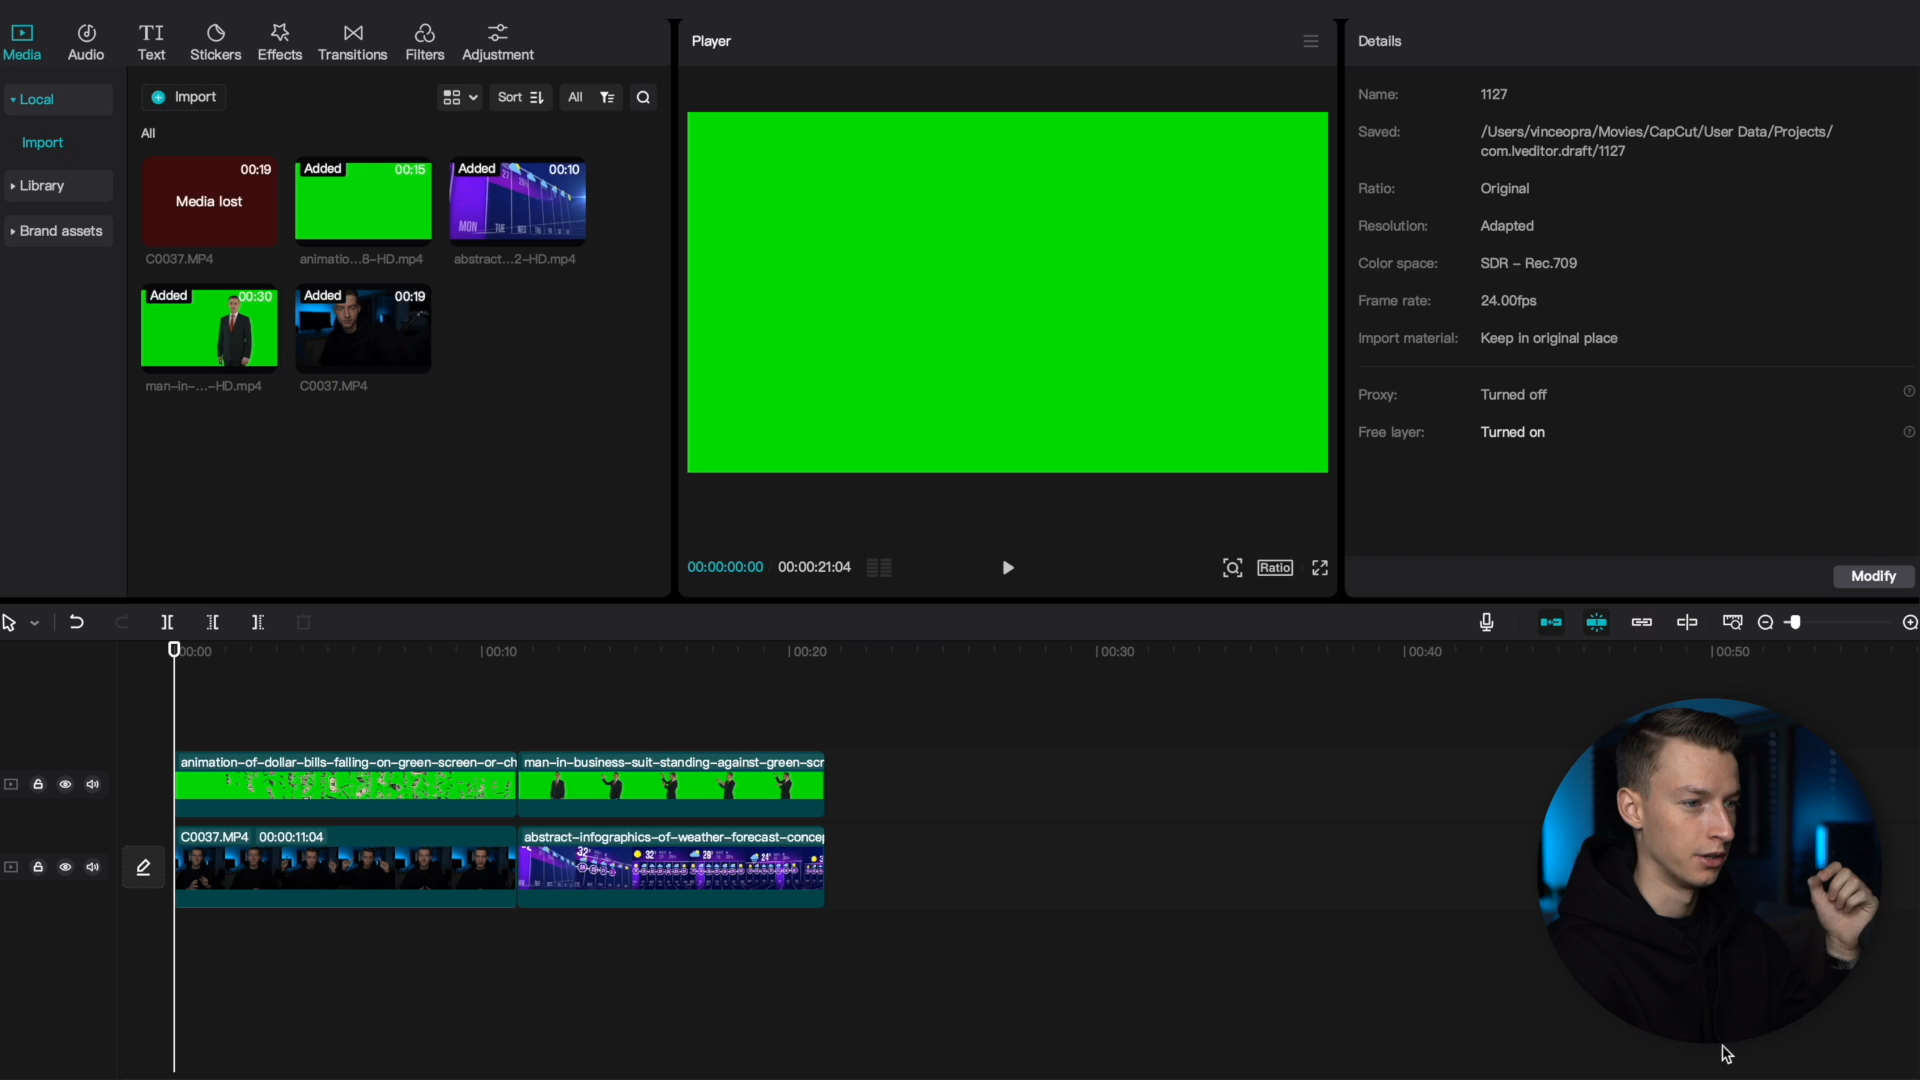 Media
Audio
Text
Stickers
Effects
Transitions
Filters
Adjustment
Player
Details
Local
Import
Library
Brand assets
Import
Sort
All
All
00:19
Media lost
C0037.MP4
Added
00:15
animatio...8-HD.mp4
Added
00:10
MON
TUE
abstract...2-HD.mp4
Added
00:30
man-in-...-HD.mp4
Added
00:19
C0037.MP4
00:00:00:00
00:00:21:04
Ratio
Name: 1127
Saved: /Users/vinceopra/Movies/CapCut/User Data/Projects/
com.lveditor.draft/1127
Ratio: Original
Resolution: Adapted
Color space: SDR - Rec.709
Frame rate: 24.00fps
Import material: Keep in original place
Proxy: Turned off
Free layer: Turned on
Modify
00:00
00:10
00:20
00:30
00:40
00:50
animation-of-dollar-bills-falling-on-green-screen-or-ch
man-in-business-suit-standing-against-green-scr
C0037.MP4 00:00:11:04
abstract-infographics-of-weather-forecast-concep